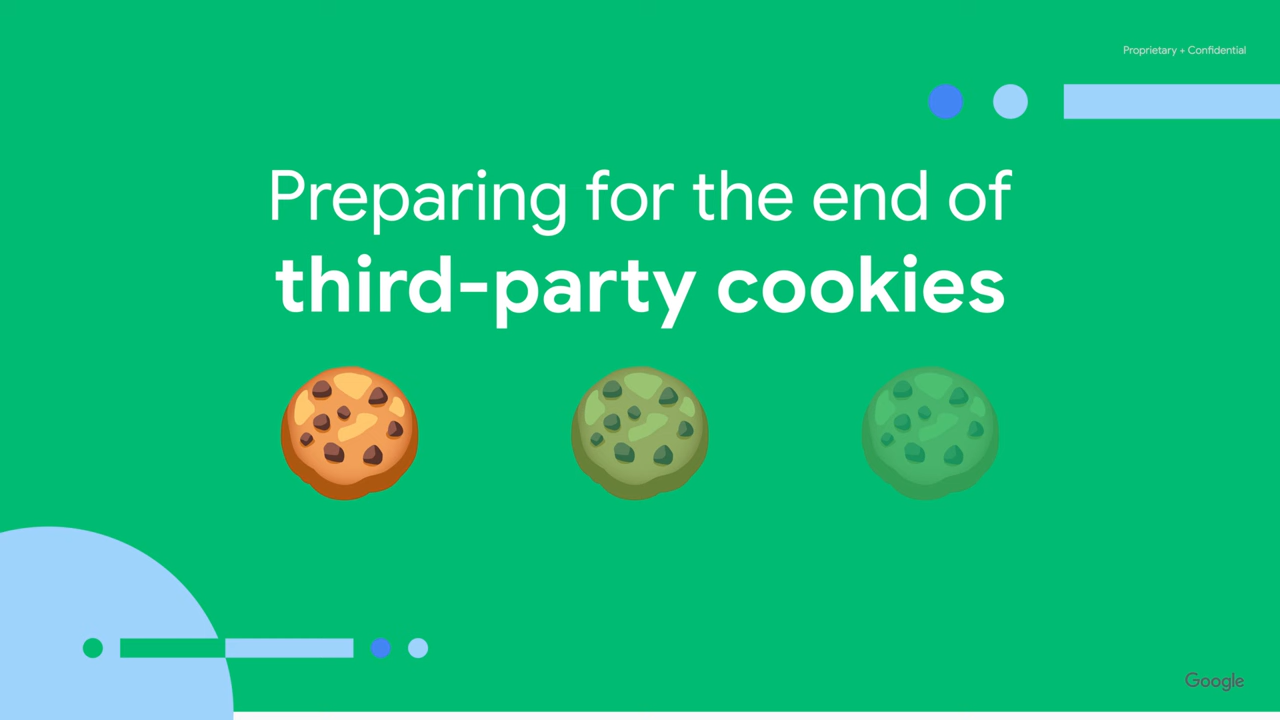 Proprietary + Confidential
Preparing for the end of
third-party cookies
Google